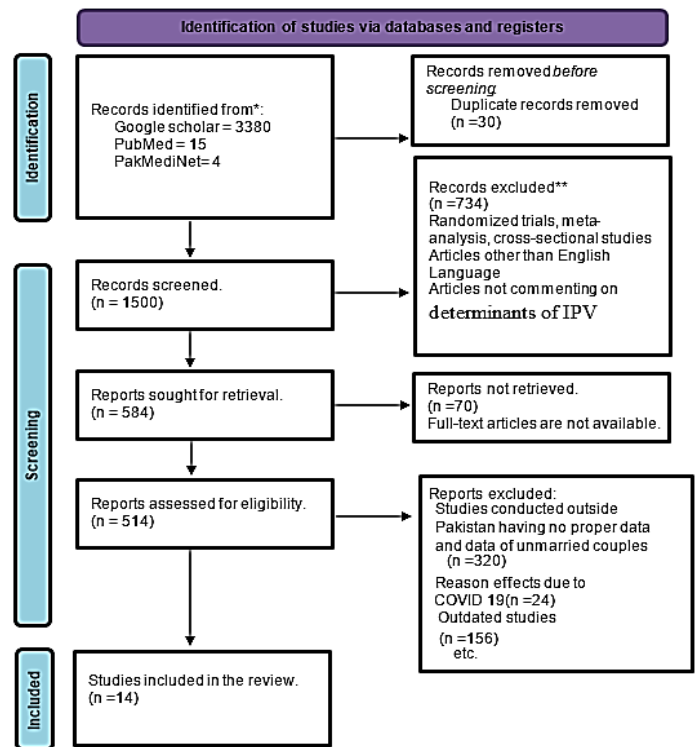 Identification of studies via databases and registers
Identification
Records identified from*:
Google scholar = 3380
PubMed = 15
PakMediNet= 4
Records removed before
screening:
Duplicate records removed
(n =30)
Screening
Records screened.
(n = 1500)
Records excluded**
(n =734)
Randomized trials, meta-
analysis, cross-sectional studies
Articles other than English
Language
Articles not commenting on
determinants of IPV
Reports sought for retrieval.
(n = 584)
Reports not retrieved.
(n =70)
Full-text articles are not available.
Reports assessed for eligibility.
(n = 514)
Reports excluded:
Studies conducted outside
Pakistan having no proper data
and data of unmarried couples
(n =320)
Reason effects due to
COVID 19(n =24)
Outdated studies
(n =156)
etc.
Included
Studies included in the review.
(n =14)